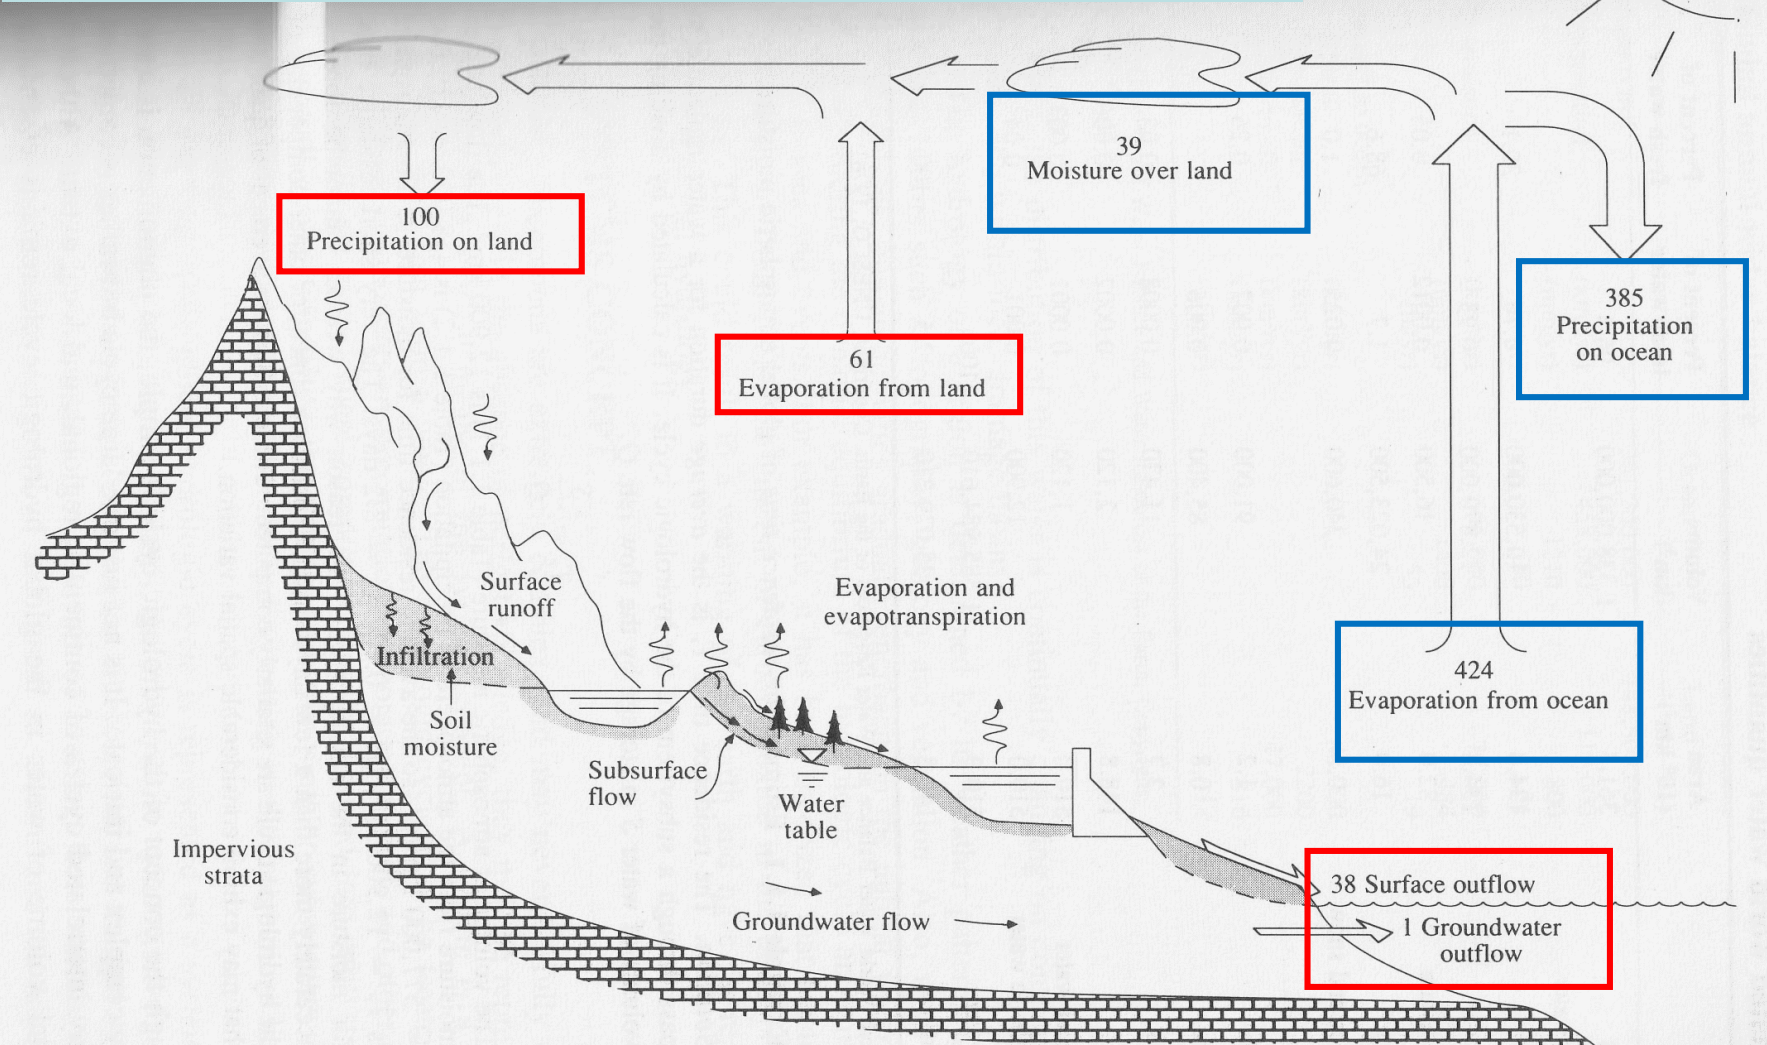 100
Precipitation on land
39
Moisture over land
61
Evaporation from land
385
Precipitation
on ocean
424
Evaporation from ocean
Surface
runoff
Evaporation and
evapotranspiration
Infiltration
Soil
moisture
Subsurface
flow
Water
table
Impervious
strata
Groundwater flow
38 Surface outflow
1 Groundwater
outflow